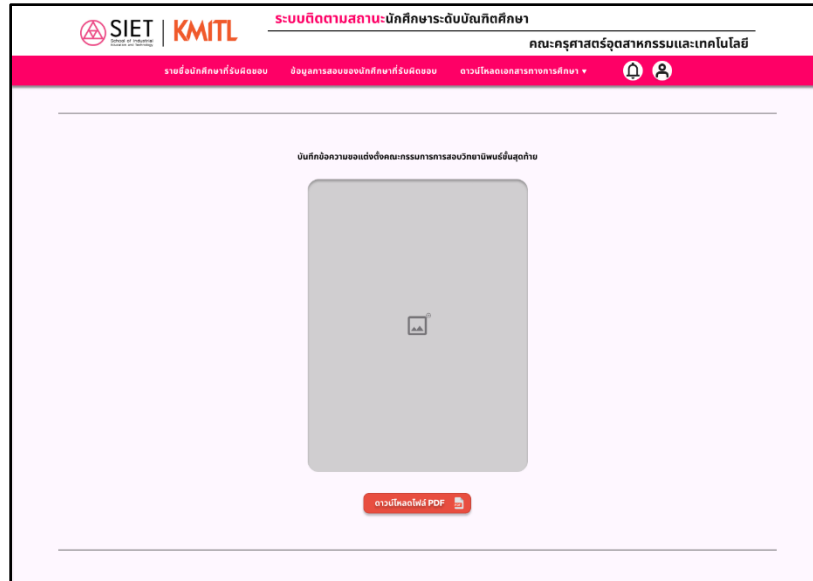 ระบบติดตามสถานะนักศึกษาระดับบัณฑิตศึกษา
SIET
School of Industrial
Education and Technology
KMITL
คณะครุศาสตร์อุตสาหกรรมและเทคโนโลยี
รายชื่อนักศึกษาที่รับผิดชอบ ข้อมูลการสอบของนักศึกษาที่รับผิดชอบ ดาวน์โหลดเอกสารทางการศึกษา ▼
บันทึกข้อความขอแต่งตั้งคณะกรรมการการสอบวิทยานิพนธ์ขั้นสุดท้าย
ดาวน์โหลดไฟล์ PDF